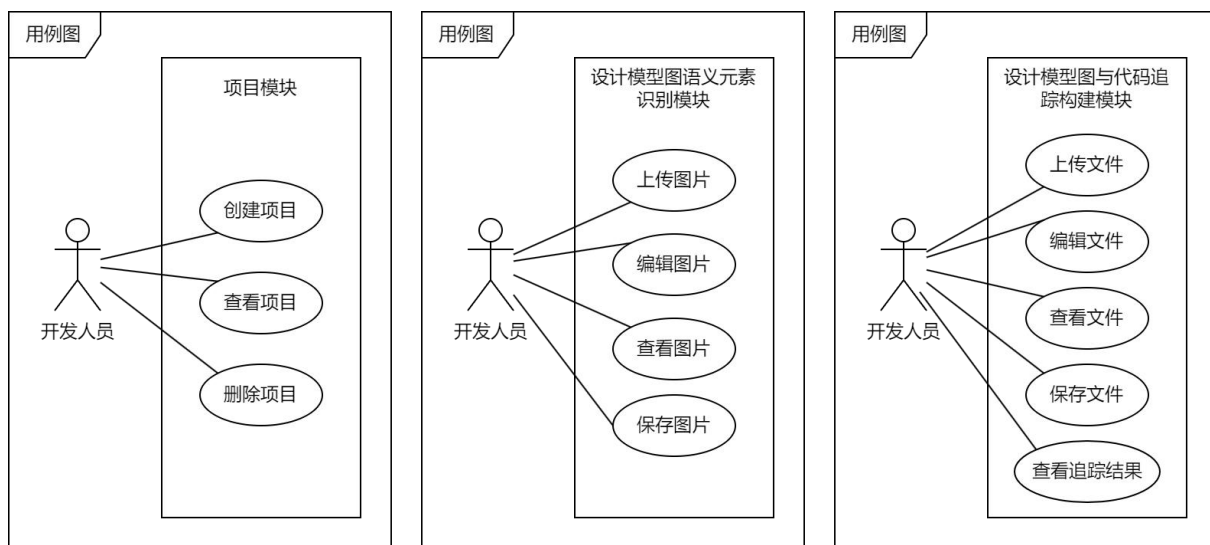 用例图
项目模块
创建项目
查看项目
删除项目
开发人员
用例图
设计模型图语义元素
识别模块
上传图片
编辑图片
查看图片
保存图片
开发人员
用例图
设计模型图与代码追
踪构建模块
上传文件
编辑文件
查看文件
保存文件
查看追踪结果
开发人员